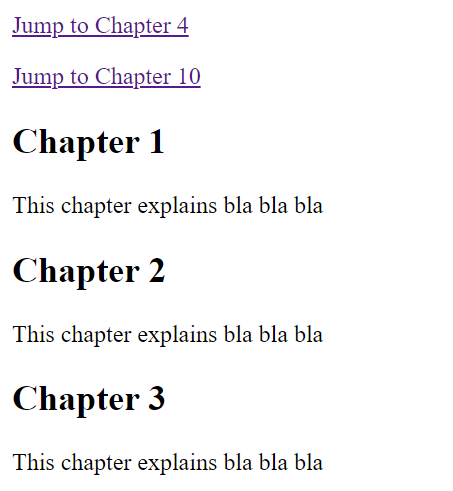 Jump to Chapter 4
Jump to Chapter 10
Chapter 1
This chapter explains bla bla bla
Chapter 2
This chapter explains bla bla bla
Chapter 3
This chapter explains bla bla bla